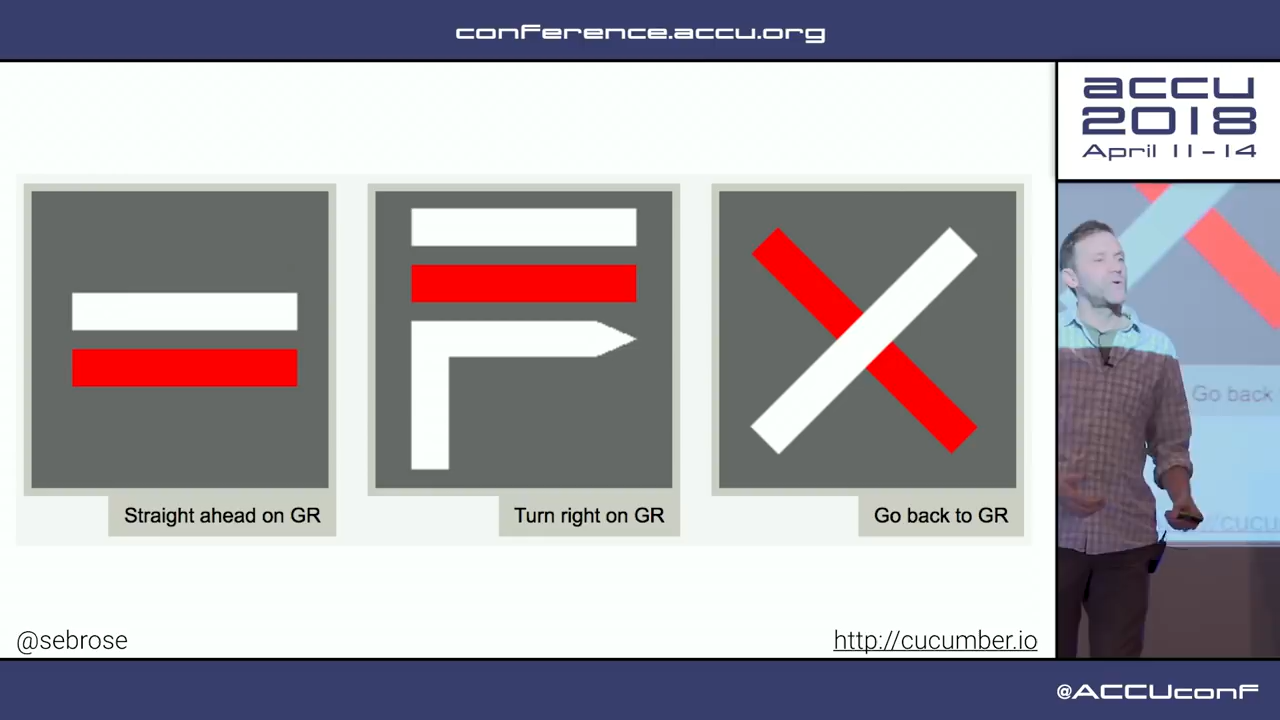 conference.accu.org
accu
2018
April 11-14
Straight ahead on GR
Turn right on GR
Go back to GR
Go back
/cucu
@sebrose
http://cucumber.io
@ACCUconf